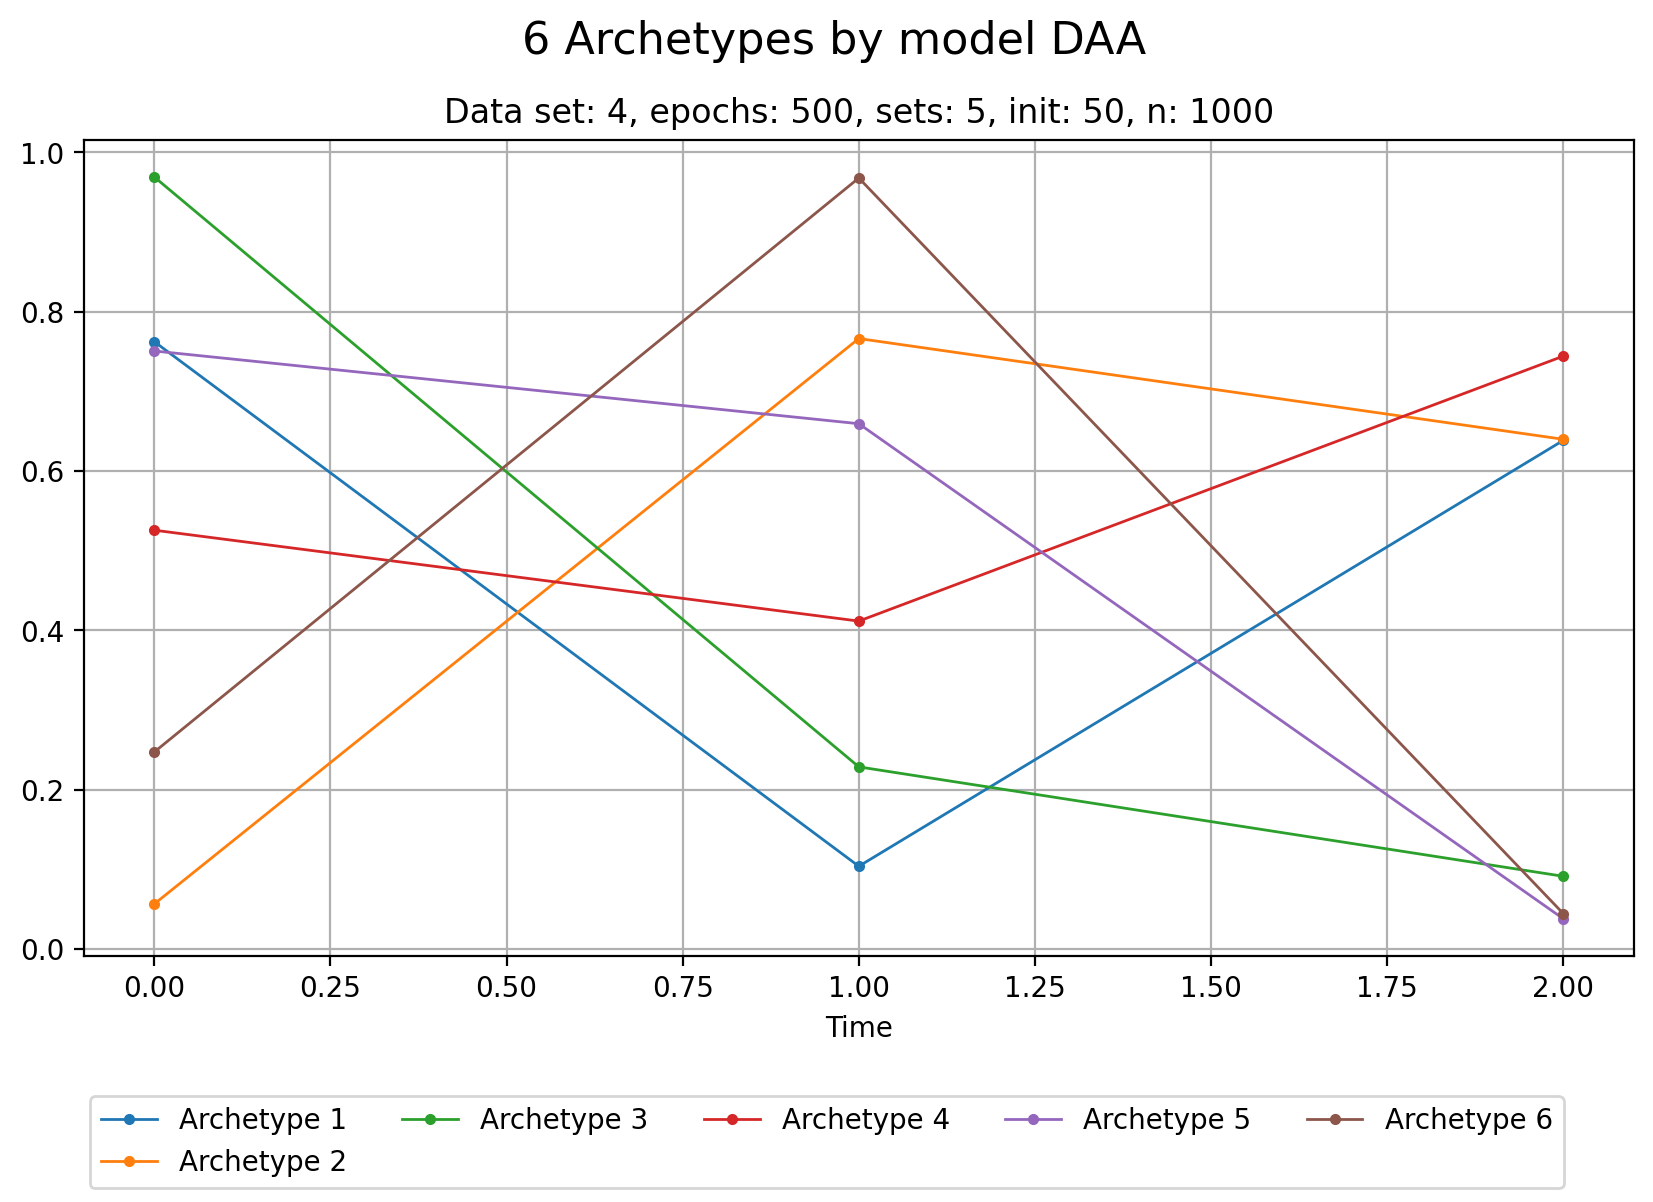 6 Archetypes by model DAA
Data set: 4, epochs: 500, sets: 5, init: 50, n: 1000
1.0
0.8
0.6
0.4
0.2
0.0
0.00 0.25 0.50 0.75 1.00 1.25 1.50 1.75 2.00
Time
Archetype 1 Archetype 3 Archetype 4 Archetype 5 Archetype 6
Archetype 2